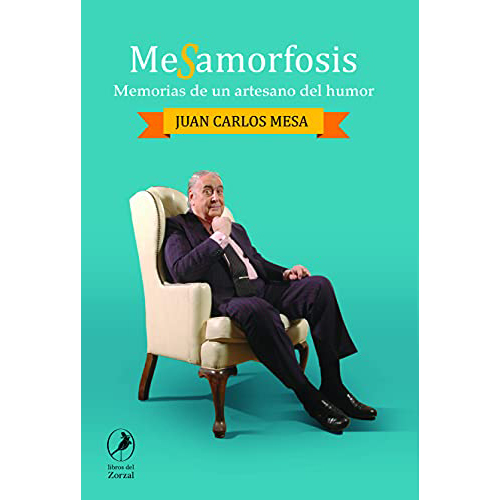 MeSamorfosis
Memorias de un artesano del humor
JUAN CARLOS MESA
libros del
Zorzal